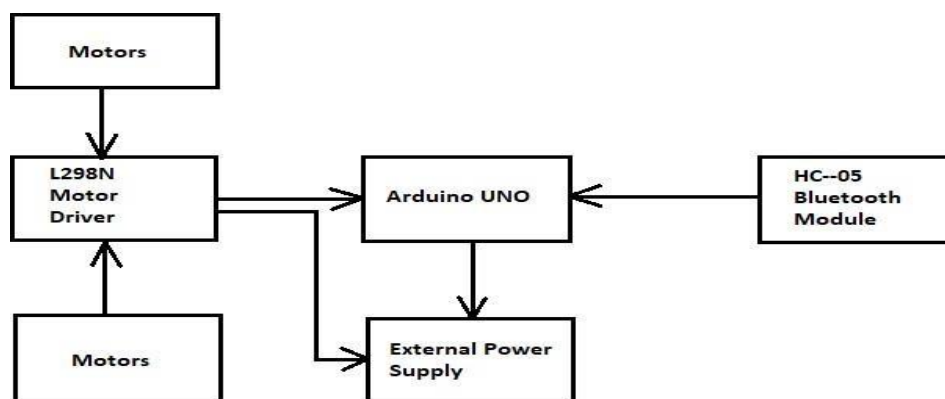 Motors
L298N
Motor
Driver
Arduino UNO
HC--05
Bluetooth
Module
Motors
External Power
Supply